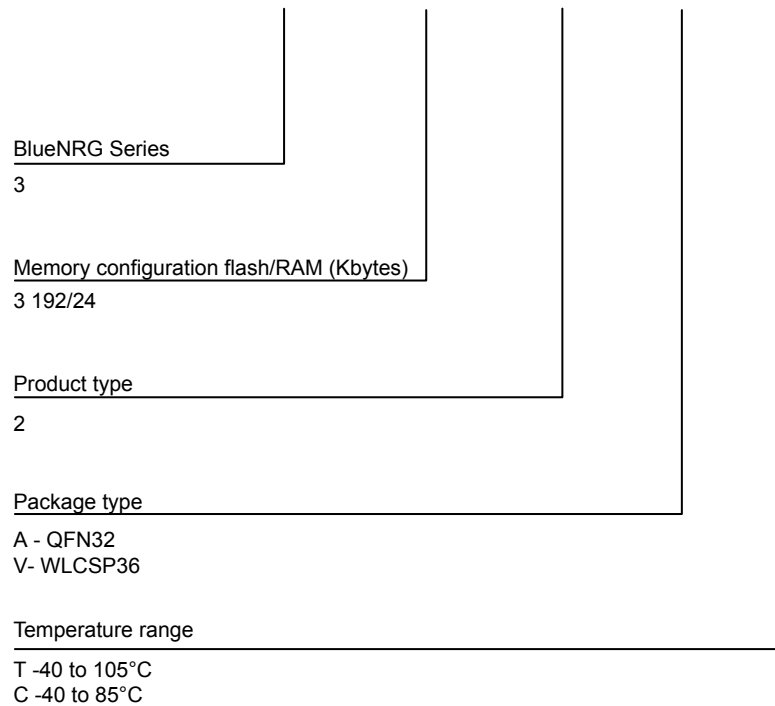 BlueNRG Series
3
Memory configuration flash/RAM (Kbytes)
3 192/24
Product type
2
Package type
A - QFN32
V- WLCSP36
Temperature range
T -40 to 105°C
C -40 to 85°C